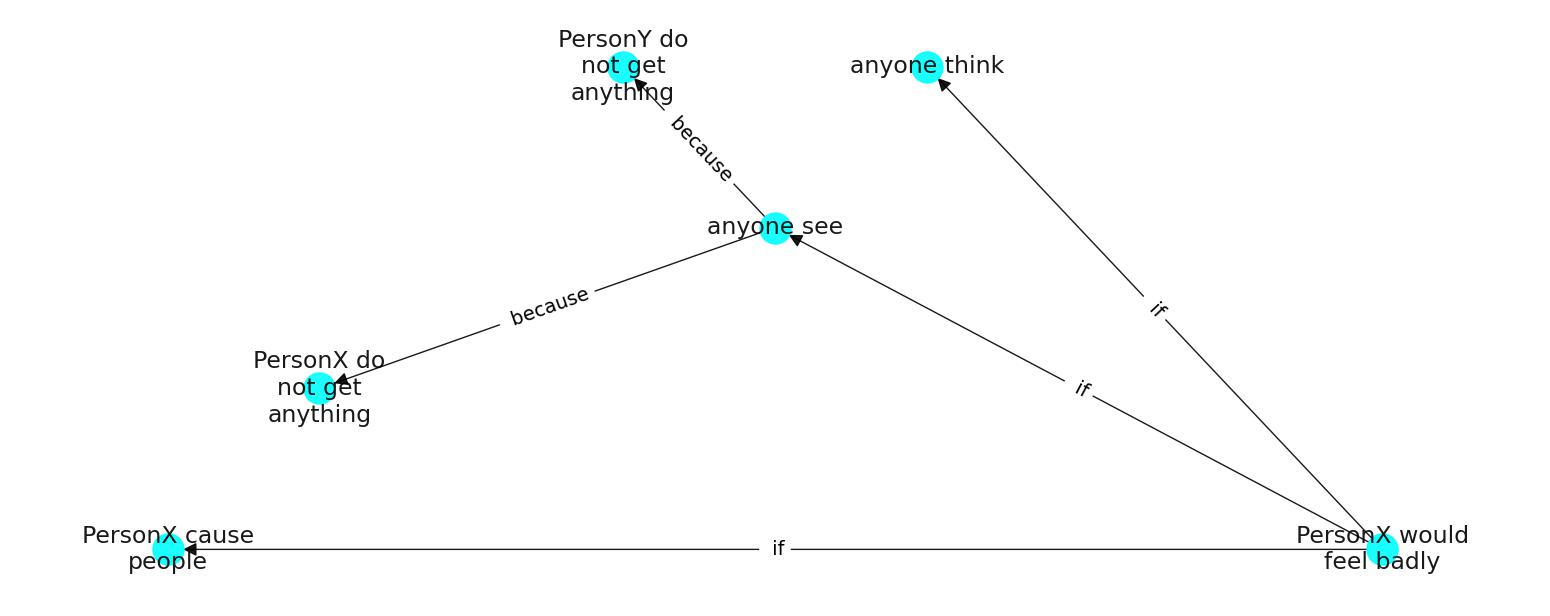 PersonY do
not get
anything
anyone think
because
anyone see
because
if
if
PersonX do
not get
anything
PersonX cause
people
if
PersonX would
feel badly